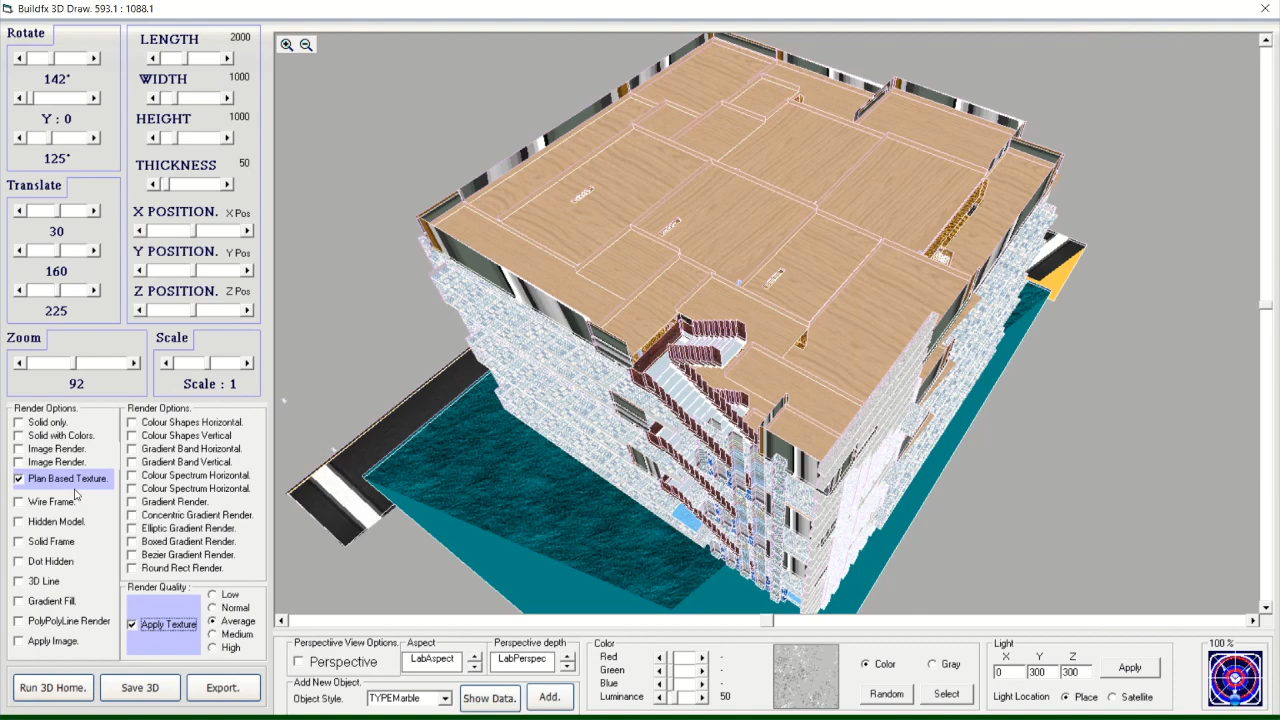 Buildfx 3D Draw. 593.1 : 1088.1
Rotate
142°
Y : 0
125°
Translate
30
160
225
Zoom
92
LENGTH 2000
WIDTH 1000
HEIGHT 1000
THICKNESS 50
X POSITION. X Pos
Y POSITION. Y Pos
Z POSITION. Z Pos
Scale
Scale : 1
Render Options.
Solid only.
Solid with Colors.
Image Render.
Image Render.
Plan Based Texture.
Wire Frame.
Hidden Model.
Solid Frame
Dot Hidden
3D Line
Gradient Fill.
PolyPolyLine Render
Apply Image.
Render Options.
Colour Shapes Horizontal.
Colour Shapes Vertical
Gradient Band Horizontal.
Gradient Band Vertical.
Colour Spectrum Horizontal.
Colour Spectrum Horizontal.
Gradient Render.
Concentric Gradient Render.
Elliptic Gradient Render.
Boxed Gradient Render.
Bezier Gradient Render.
Round Rect Render.
Render Quality:
Apply Texture
Low
Normal
Average
Medium
High
Run 3D Home. Save 3D Export.
Perspective View Options.
Perspective
Aspect
LabAspect
Perspective depth
LabPerspec
Add New Object.
Object Style: TYPEMarble Show Data. Add.
Color
Red -
Green -
Blue -
Luminance 50
Color Gray
Random Select
Light
X Y Z
0 300 300 Apply
Light Location Place Satellite
100 %